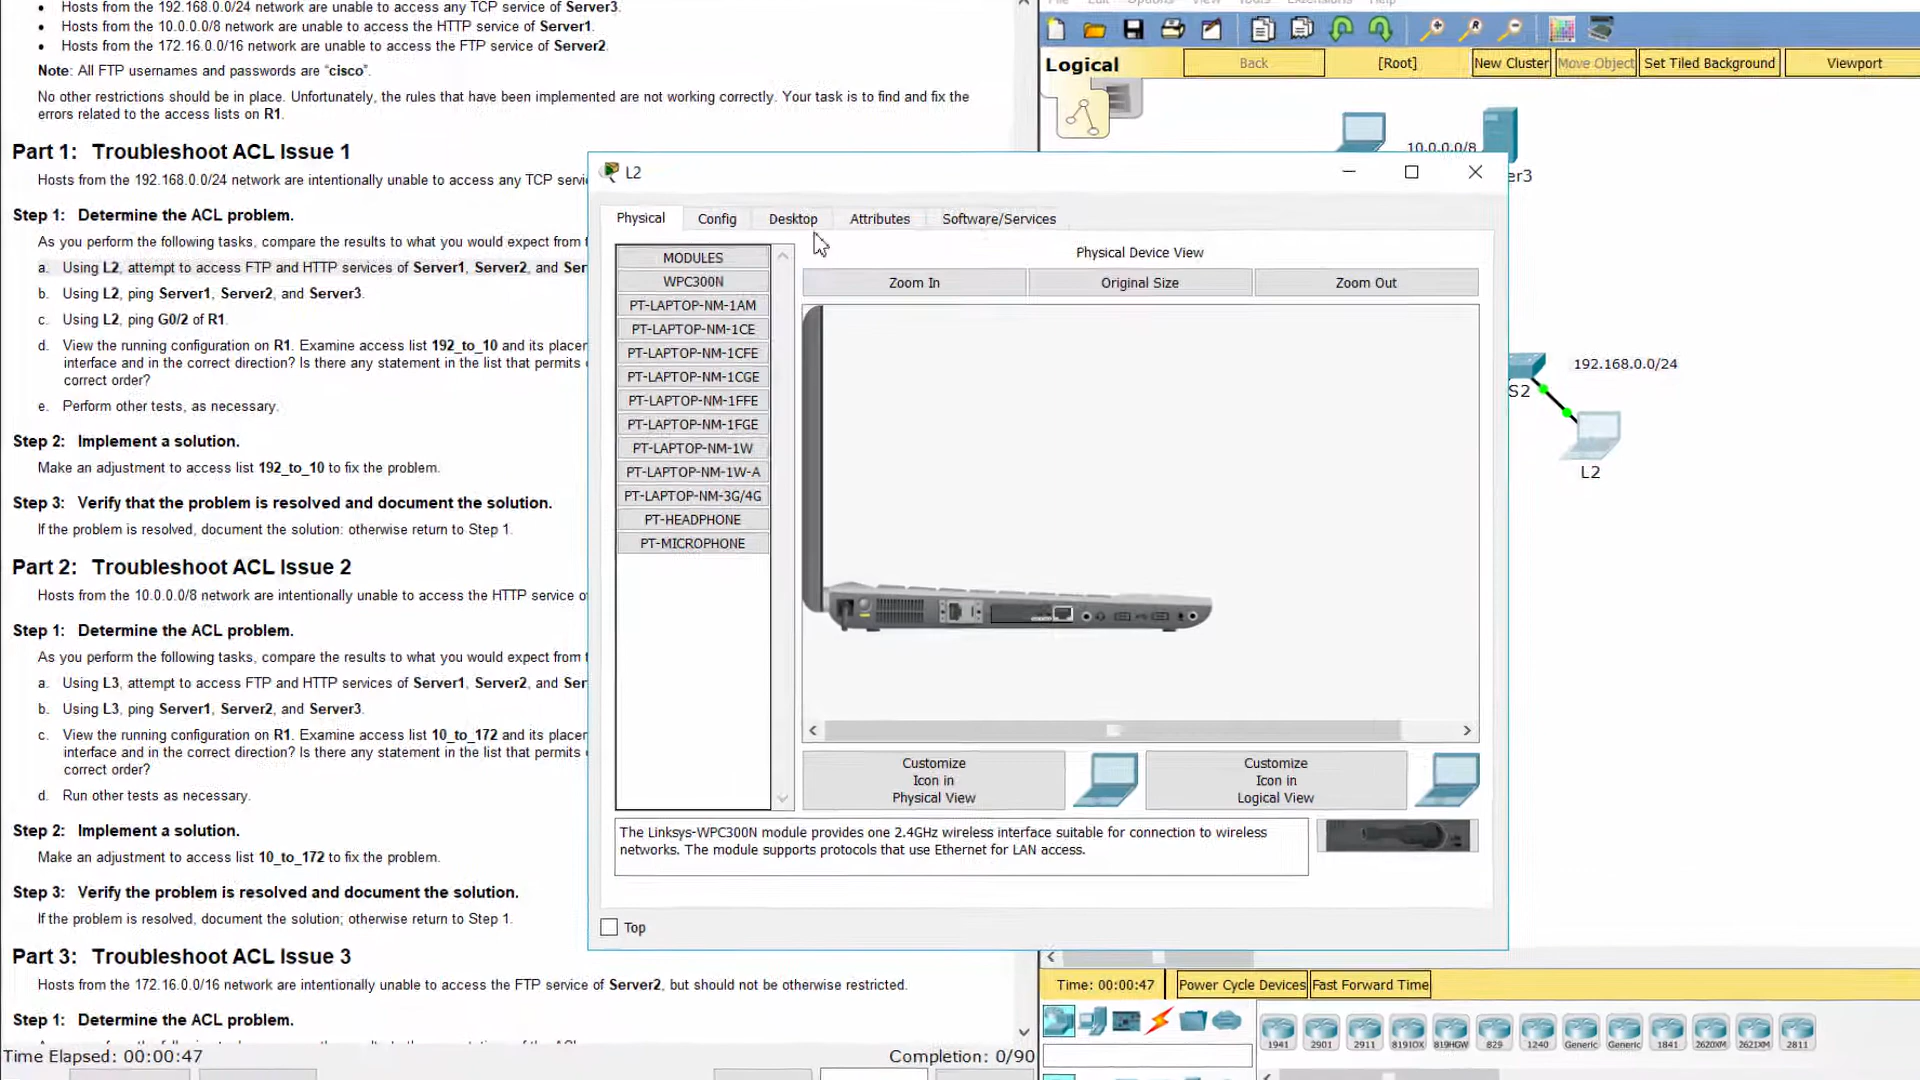 Hosts from the 192.168.0.0/24 network are unable to access any TCP service of Server3.
Hosts from the 10.0.0.0/8 network are unable to access the HTTP service of Server1.
Hosts from the 172.16.0.0/16 network are unable to access the FTP service of Server2.
Note: All FTP usernames and passwords are “cisco”.
No other restrictions should be in place. Unfortunately, the rules that have been implemented are not working correctly. Your task is to find and fix the
errors related to the access lists on R1.
Part 1: Troubleshoot ACL Issue 1
Hosts from the 192.168.0.0/24 network are intentionally unable to access any TCP
Step 1: Determine the ACL problem.
As you perform the following tasks, compare the results to what you would expect from
a. Using L2, attempt to access FTP and HTTP services of Server1, Server2, and Ser
b. Using L2, ping Server1, Server2, and Server3.
c. Using L2, ping G0/2 of R1.
d. View the running configuration on R1. Examine access list 192_to_10 and its placer
interface and in the correct direction? Is there any statement in the list that permits
correct order?
e. Perform other tests, as necessary.
Step 2: Implement a solution.
Make an adjustment to access list 192_to_10 to fix the problem.
Step 3: Verify that the problem is resolved and document the solution.
If the problem is resolved, document the solution: otherwise return to Step 1.
Part 2: Troubleshoot ACL Issue 2
Hosts from the 10.0.0.0/8 network are intentionally unable to access the HTTP service o
Step 1: Determine the ACL problem.
As you perform the following tasks, compare the results to what you would expect from
a. Using L3, attempt to access FTP and HTTP services of Server1, Server2, and Ser
b. Using L3, ping Server1, Server2, and Server3.
c. View the running configuration on R1. Examine access list 10_to_172 and its placer
interface and in the correct direction? Is there any statement in the list that permits
correct order?
d. Run other tests as necessary.
Step 2: Implement a solution.
Make an adjustment to access list 10_to_172 to fix the problem.
Step 3: Verify the problem is resolved and document the solution.
If the problem is resolved, document the solution; otherwise return to Step 1.
Part 3: Troubleshoot ACL Issue 3
Hosts from the 172.16.0.0/16 network are intentionally unable to access the FTP service of Server2, but should not be otherwise restricted.
Step 1: Determine the ACL problem.
Time Elapsed: 00:00:47
Completion: 0/90
Logical
Back
[Root]
New Cluster
Move Object
Set Tiled Background
Viewport
10.0.0.0/8
er3
192.168.0.0/24
S2
L2
L2
Physical
Config
Desktop
Attributes
Software/Services
MODULES
WPC300N
PT-LAPTOP-NM-1AM
PT-LAPTOP-NM-1CE
PT-LAPTOP-NM-1CFE
PT-LAPTOP-NM-1CGE
PT-LAPTOP-NM-1FFE
PT-LAPTOP-NM-1FGE
PT-LAPTOP-NM-1W
PT-LAPTOP-NM-1W-A
PT-LAPTOP-NM-3G/4G
PT-HEADPHONE
PT-MICROPHONE
Physical Device View
Zoom In
Original Size
Zoom Out
Customize
Icon in
Physical View
Customize
Icon in
Logical View
The Linksys-WPC300N module provides one 2.4GHz wireless interface suitable for connection to wireless
networks. The module supports protocols that use Ethernet for LAN access.
Top
Time: 00:00:47
Power Cycle Devices
Fast Forward Time
1941
2901
2911
819IOX
819HGW
829
1240
Generic
Generic
1841
2620XM
2621XM
2811